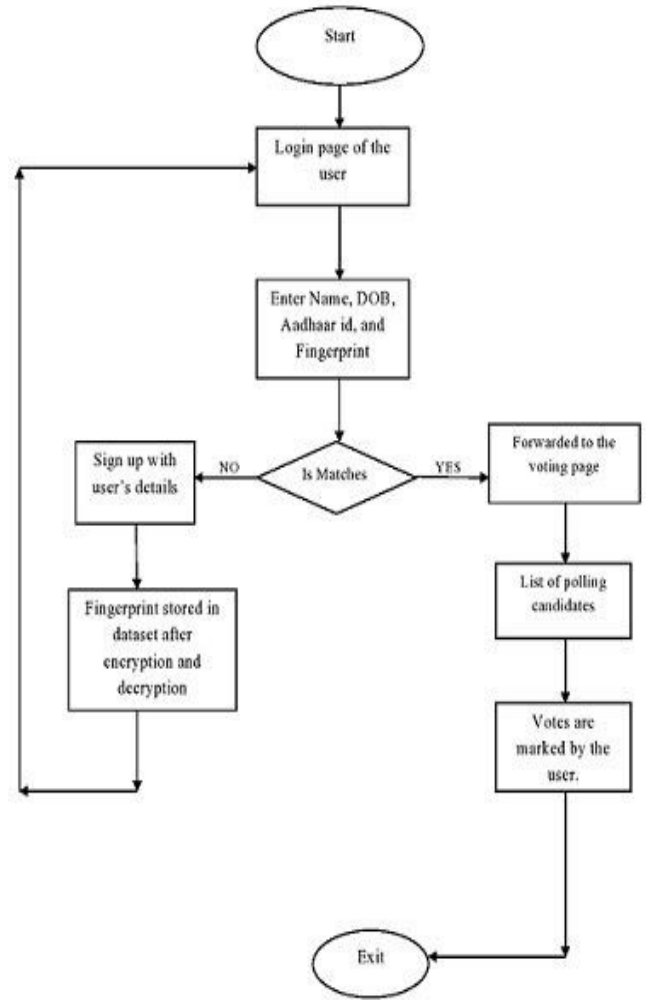 Start
Login page of the
user
Enter Name, DOB,
Aadhaar id, and
Fingerprint
Is Matches
NO
YES
Sign up with
user's details
Fingerprint stored in
dataset after
encryption and
decryption
Forwarded to the
voting page
List of polling
candidates
Votes are
marked by the
user.
Exit